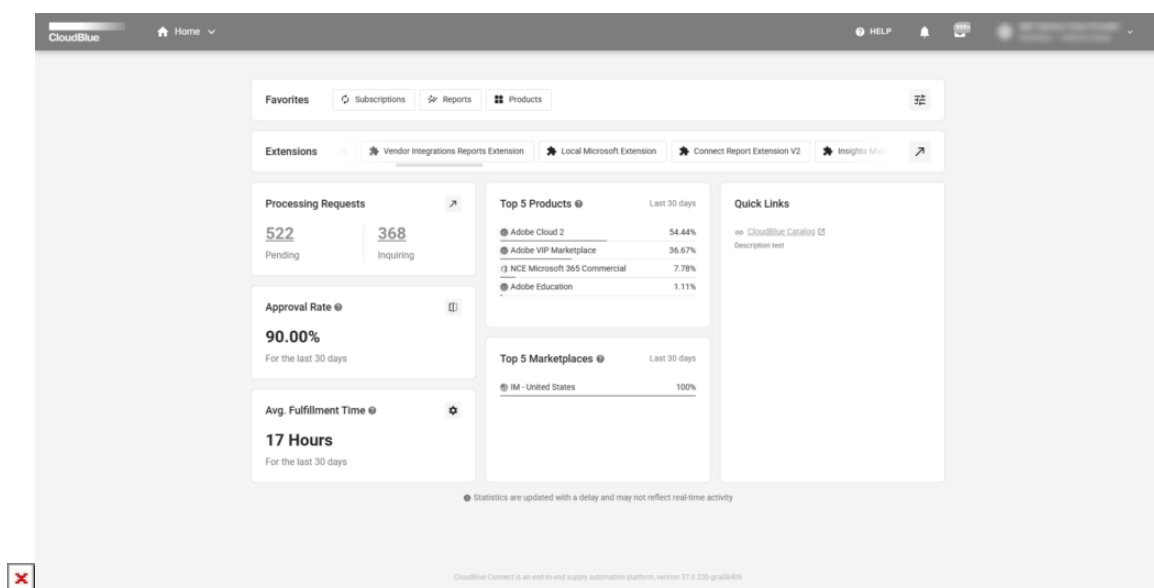 CloudBlue
Home
HELP
Favorites
Subscriptions
Reports
Products
Extensions
Vendor Integrations Reports Extension
Local Microsoft Extension
Connect Report Extension V2
Insights
Processing Requests
522
368
Pending
Inquiring
Approval Rate
90.00%
For the last 30 days
Avg. Fulfillment Time
17 Hours
For the last 30 days
Top 5 Products Last 30 days
Adobe Cloud 2 54.44%
Adobe VIP Marketplace 36.67%
NCE Microsoft 365 Commercial 7.78%
Adobe Education 1.11%
Top 5 Marketplaces Last 30 days
IM - United States 100%
Quick Links
CloudBlue Catalog
Description test
Statistics are updated with a delay and may not reflect real-time activity
CloudBlue Connect is an end-to-end supply automation platform, version 37.0.220